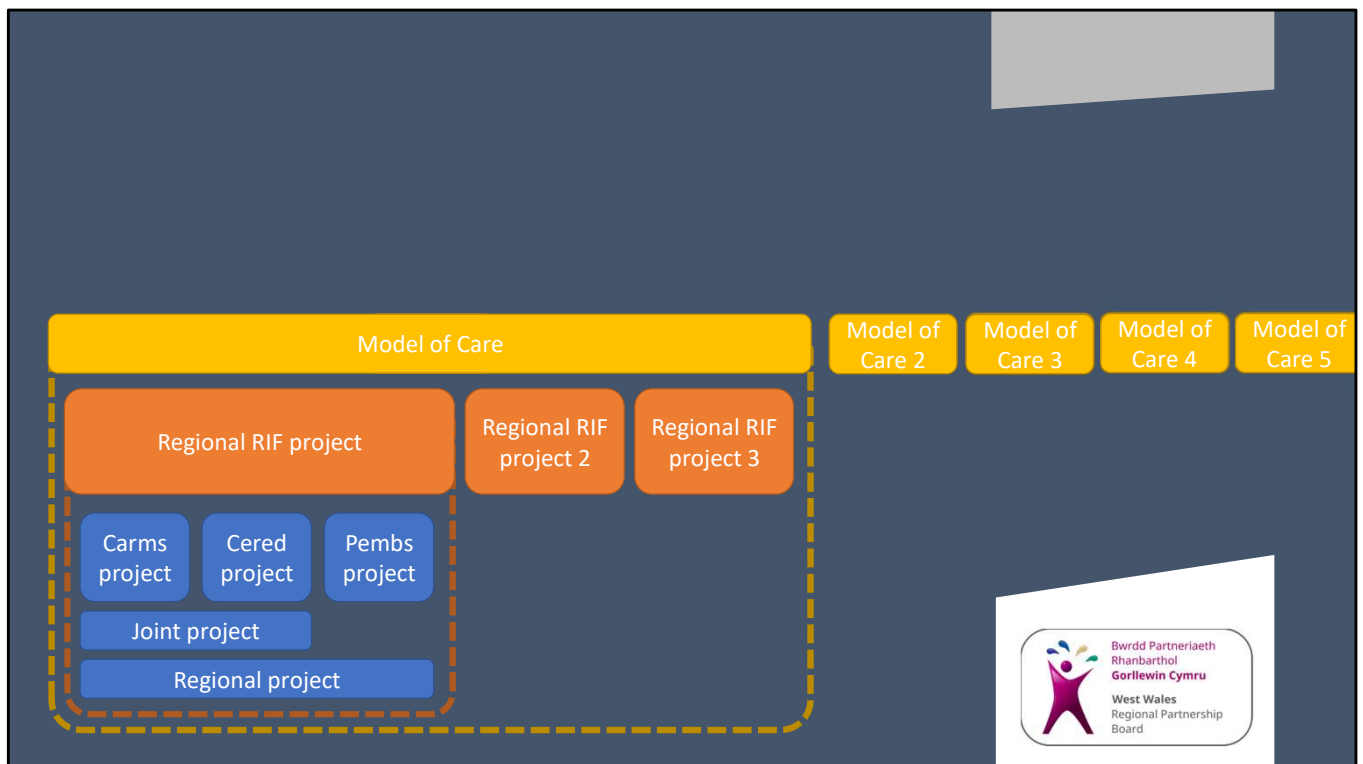 Model of Care
Model of
Care 2
Model of
Care 3
Model of
Care 4
Model of
Care 5
Regional RIF project
Regional RIF
project 2
Regional RIF
project 3
Carms
project
Cered
project
Pembs
project
Joint project
Regional project
Bwrdd Partneriaeth
Rhanbarthol
Gorllewin Cymru
West Wales
Regional Partnership
Board